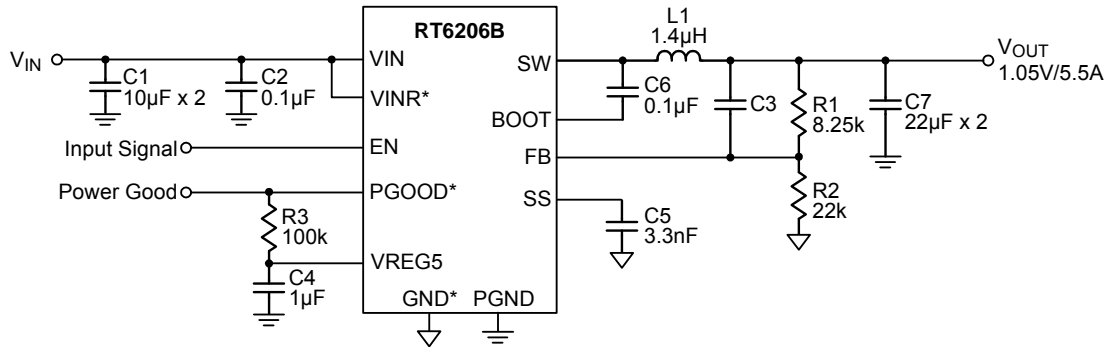 RT6206B
VIN
VIN
VINR*
C1
10µF x 2
C2
0.1µF
Input Signal
EN
Power Good
PGOOD*
R3
100k
VREG5
C4
1µF
GND*
PGND
SW
L1
1.4µH
C6
0.1µF
BOOT
C3
R1
8.25k
C7
22µF x 2
VOUT
1.05V/5.5A
FB
R2
22k
SS
C5
3.3nF